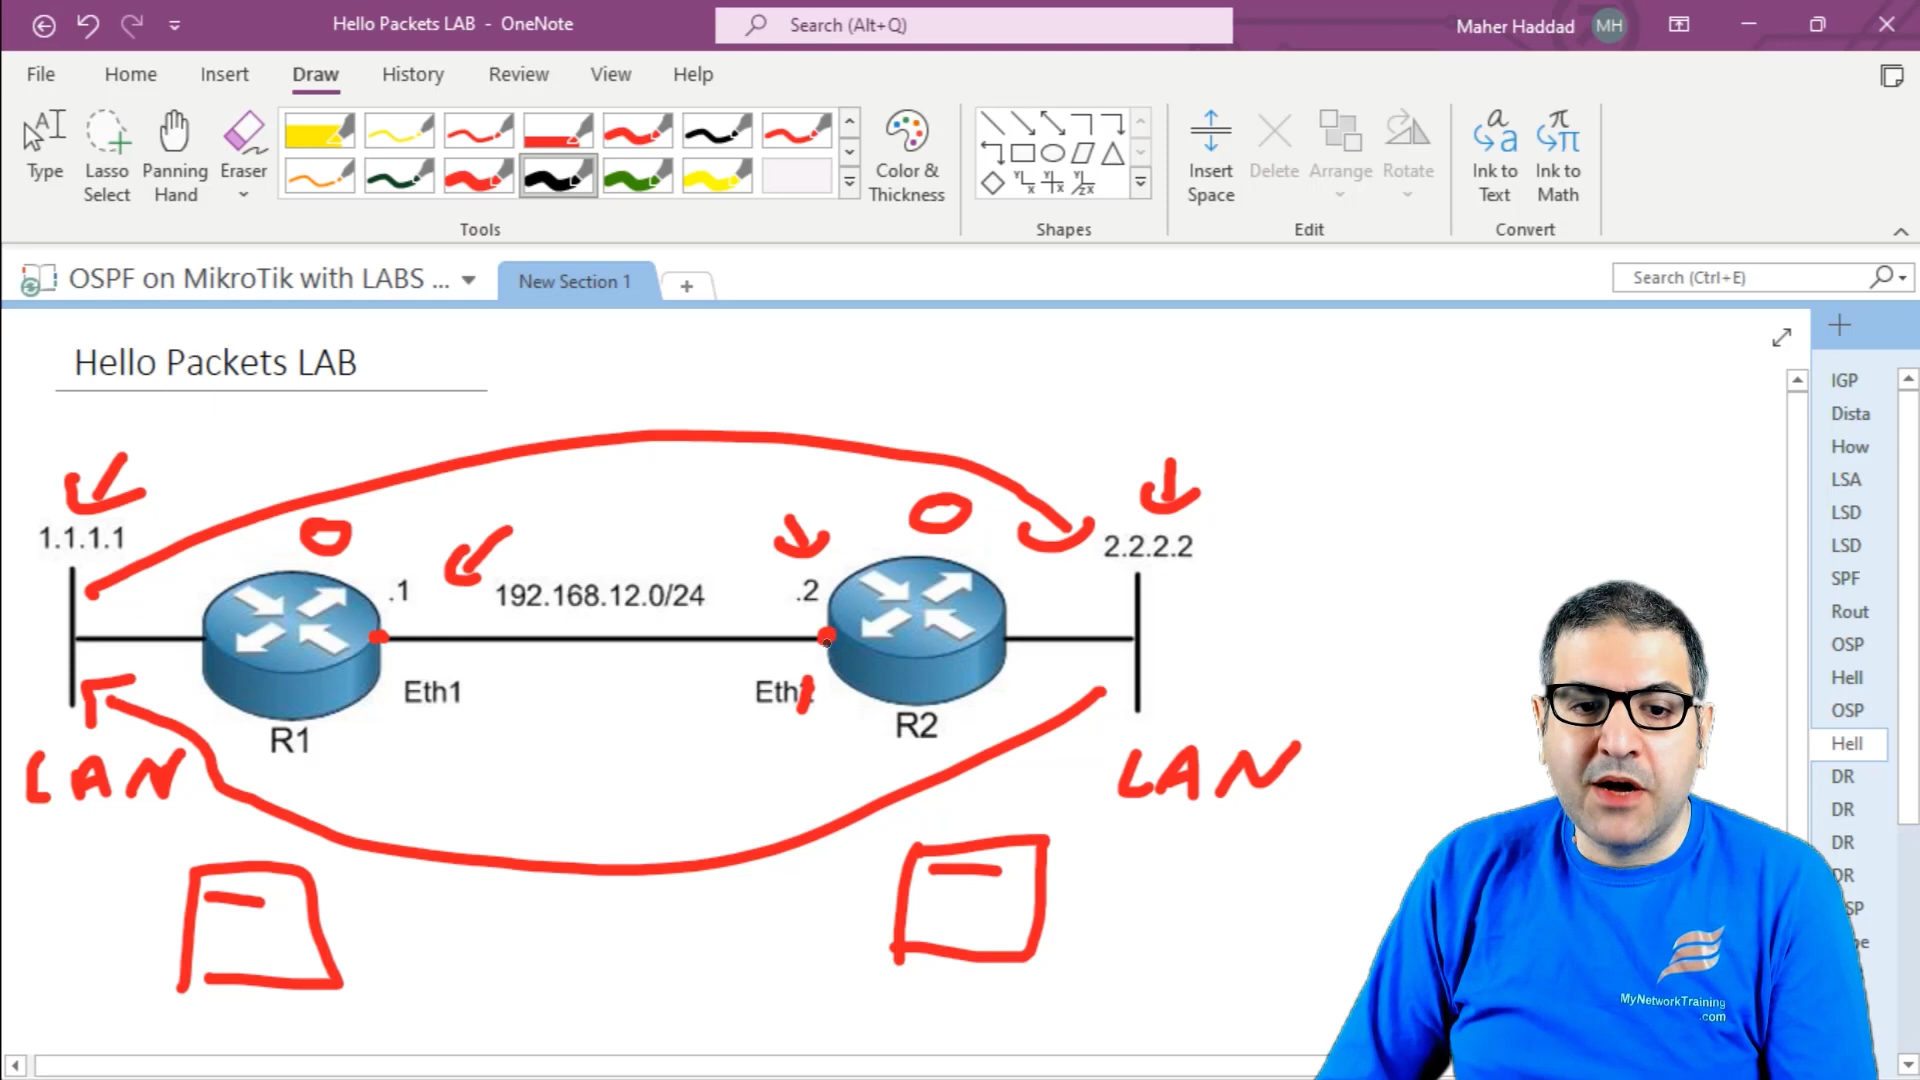 Hello Packets LAB - OneNote
Search (Alt+Q)
Maher Haddad
MH
File
Home
Insert
Draw
History
Review
View
Help
Type
Lasso Select
Panning Hand
Eraser
Color & Thickness
Insert Space
Delete
Arrange
Rotate
Ink to Text
Ink to Math
Tools
Shapes
Edit
Convert
OSPF on MikroTik with LABS ...
New Section 1
Search (Ctrl+E)
Hello Packets LAB
1.1.1.1
O
O
2.2.2.2
.1
192.168.12.0/24
.2
Eth1
Eth1
R1
R2
LAN
LAN
IGP
Dista
How
LSA
LSD
LSD
SPF
Rout
OSP
Hell
OSP
Hell
DR
DR
DR
DR
SP
pe
MyNetworkTraining
.com